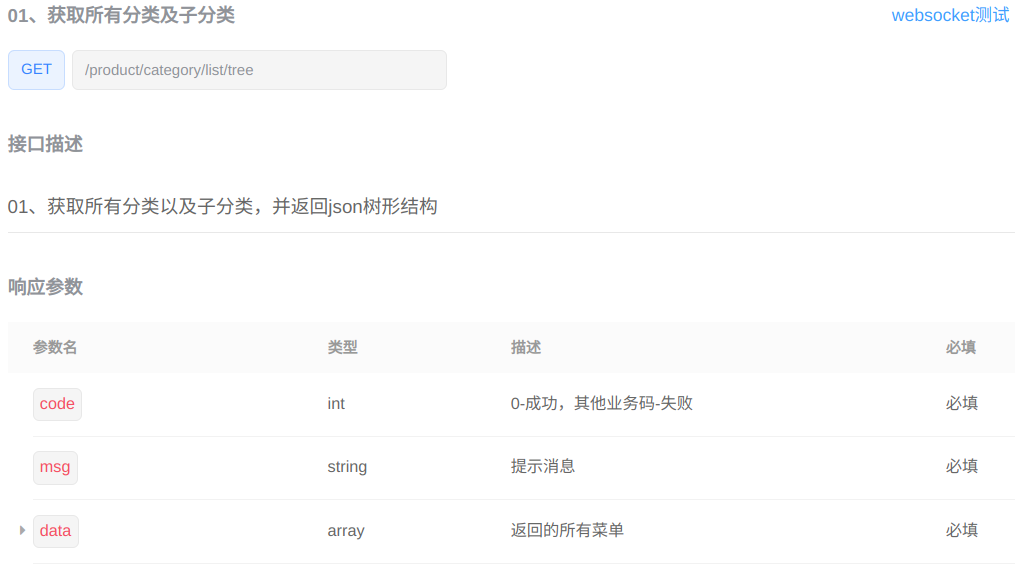 01、获取所有分类及子分类 websocket测试
GET /product/category/list/tree
接口描述
01、获取所有分类以及子分类，并返回json树形结构
响应参数
参数名 类型 描述 必填
code int 0-成功，其他业务码-失败 必填
msg string 提示消息 必填
data array 返回的所有菜单 必填